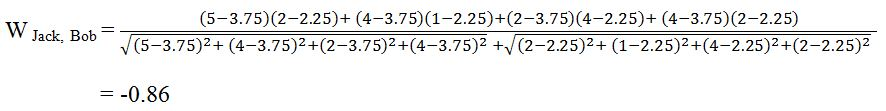 W Jack, Bob = (5−3.75)(2−2.25)+ (4−3.75)(1−2.25)+(2−3.75)(4−2.25)+ (4−3.75)(2−2.25) / √(5−3.75)²+ (4−3.75)²+(2−3.75)²+(4−3.75)² +√(2−2.25)²+ (1−2.25)²+(4−2.25)²+(2−2.25)²
= -0.86